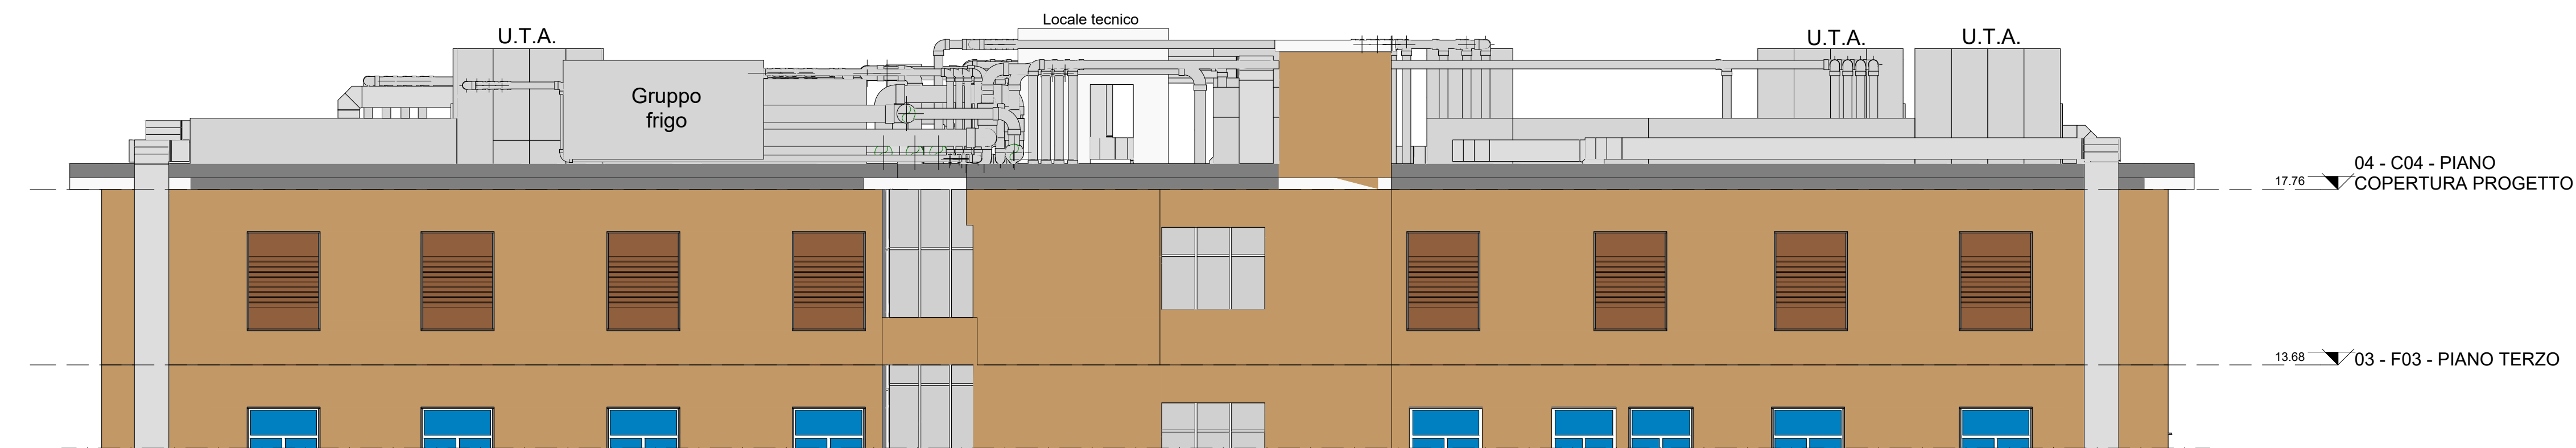 Locale tecnico
U.T.A.
U.T.A.
U.T.A.
Gruppo
frigo
04 - C04 - PIANO
COPERTURA PROGETTO
17.76
13.68
03 - F03 - PIANO TERZO